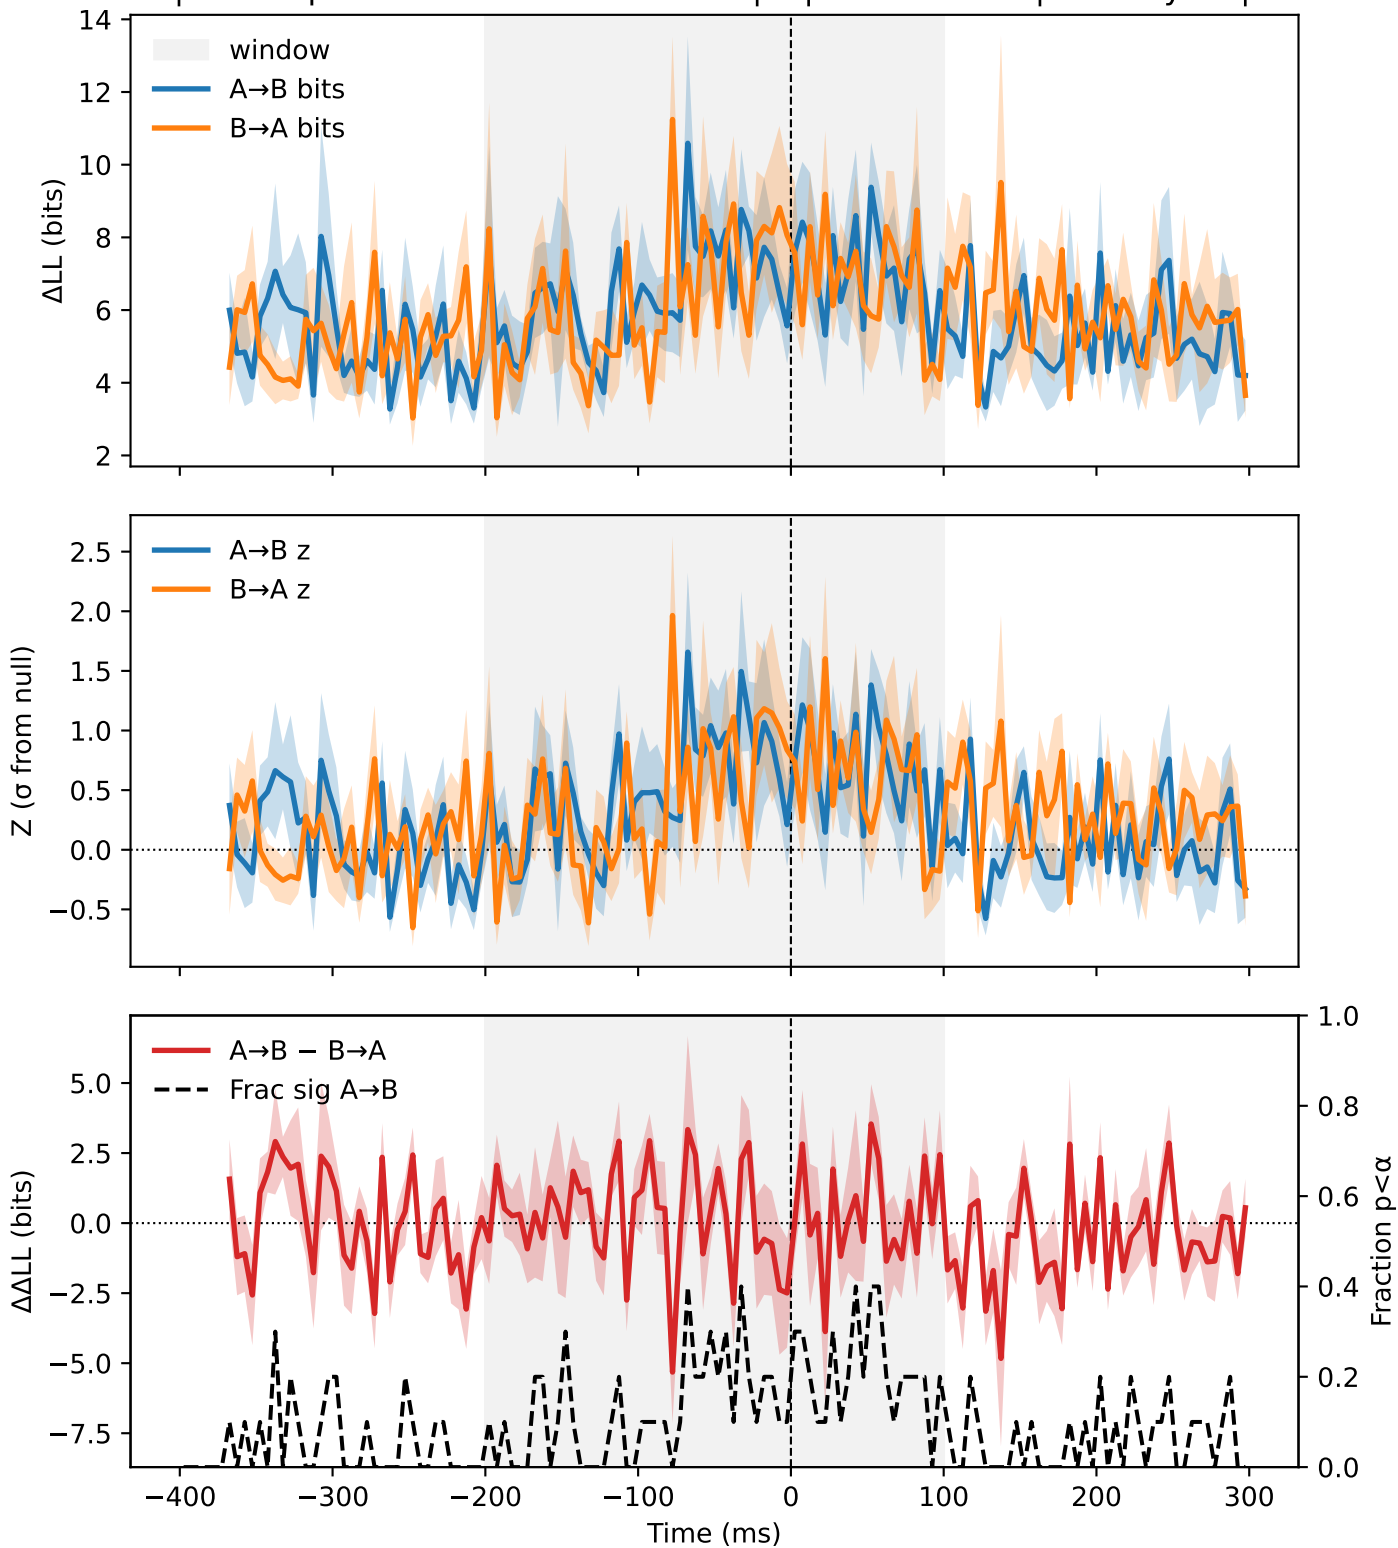 14
12
10
8
6
4
2
ΔLL (bits)
window
A→B bits
B→A bits
2.5
2.0
1.5
1.0
0.5
0.0
−0.5
Z (σ from null)
A→B z
B→A z
5.0
2.5
0.0
−2.5
−5.0
−7.5
ΔΔLL (bits)
A→B − B→A
Frac sig A→B
1.0
0.8
0.6
0.4
0.2
0.0
Fraction p<α
−400 −300 −200 −100 0 100 200 300
Time (ms)